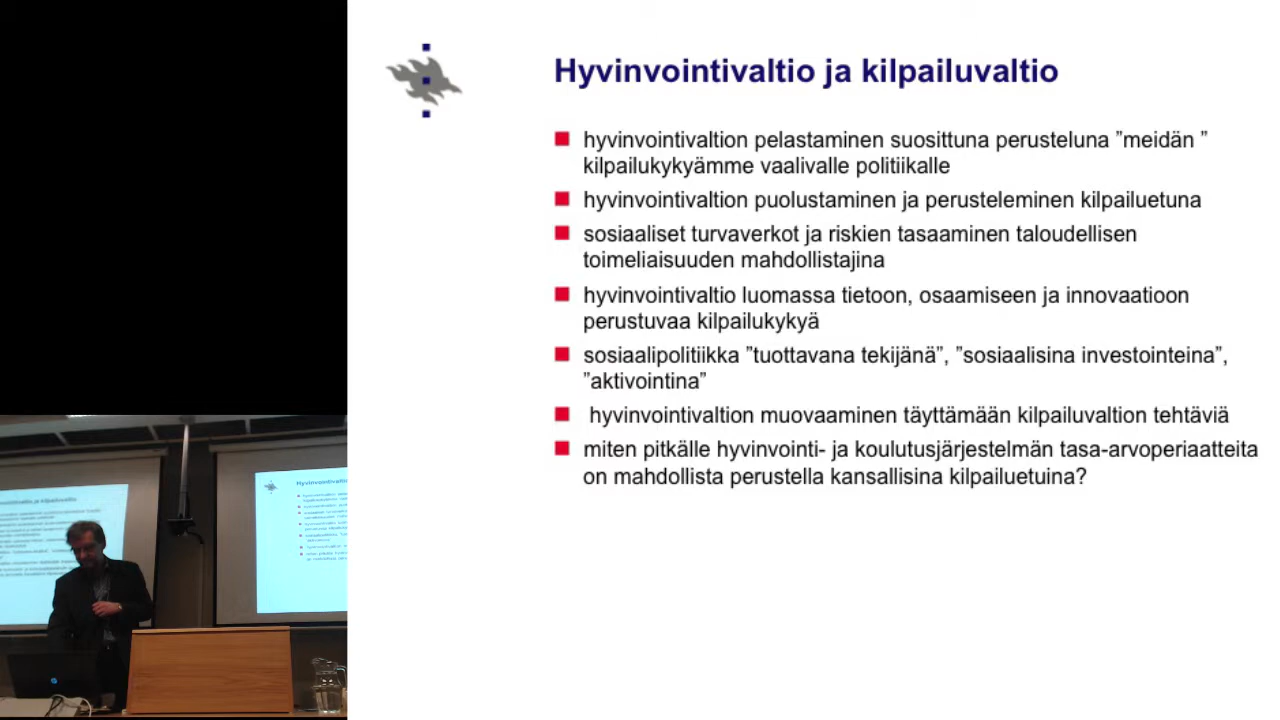 Hyvinvointivaltio ja kilpailuvaltio
hyvinvointivaltion pelastaminen suosittuna perusteluna ”meidän ”
kilpailukykyämme vaalivalle politiikalle
hyvinvointivaltion puolustaminen ja perusteleminen kilpailuetuna
sosiaaliset turvaverkot ja riskien tasaaminen taloudellisen
toimeliaisuuden mahdollistajina
hyvinvointivaltio luomassa tietoon, osaamiseen ja innovaatioon
perustuvaa kilpailukykyä
sosiaalipolitiikka ”tuottavana tekijänä”, ”sosiaalisina investointeina”,
”aktivointina”
hyvinvointivaltion muovaaminen täyttämään kilpailuvaltion tehtäviä
miten pitkälle hyvinvointi- ja koulutusjärjestelmän tasa-arvoperiaatteita
on mahdollista perustella kansallisina kilpailuetuina?